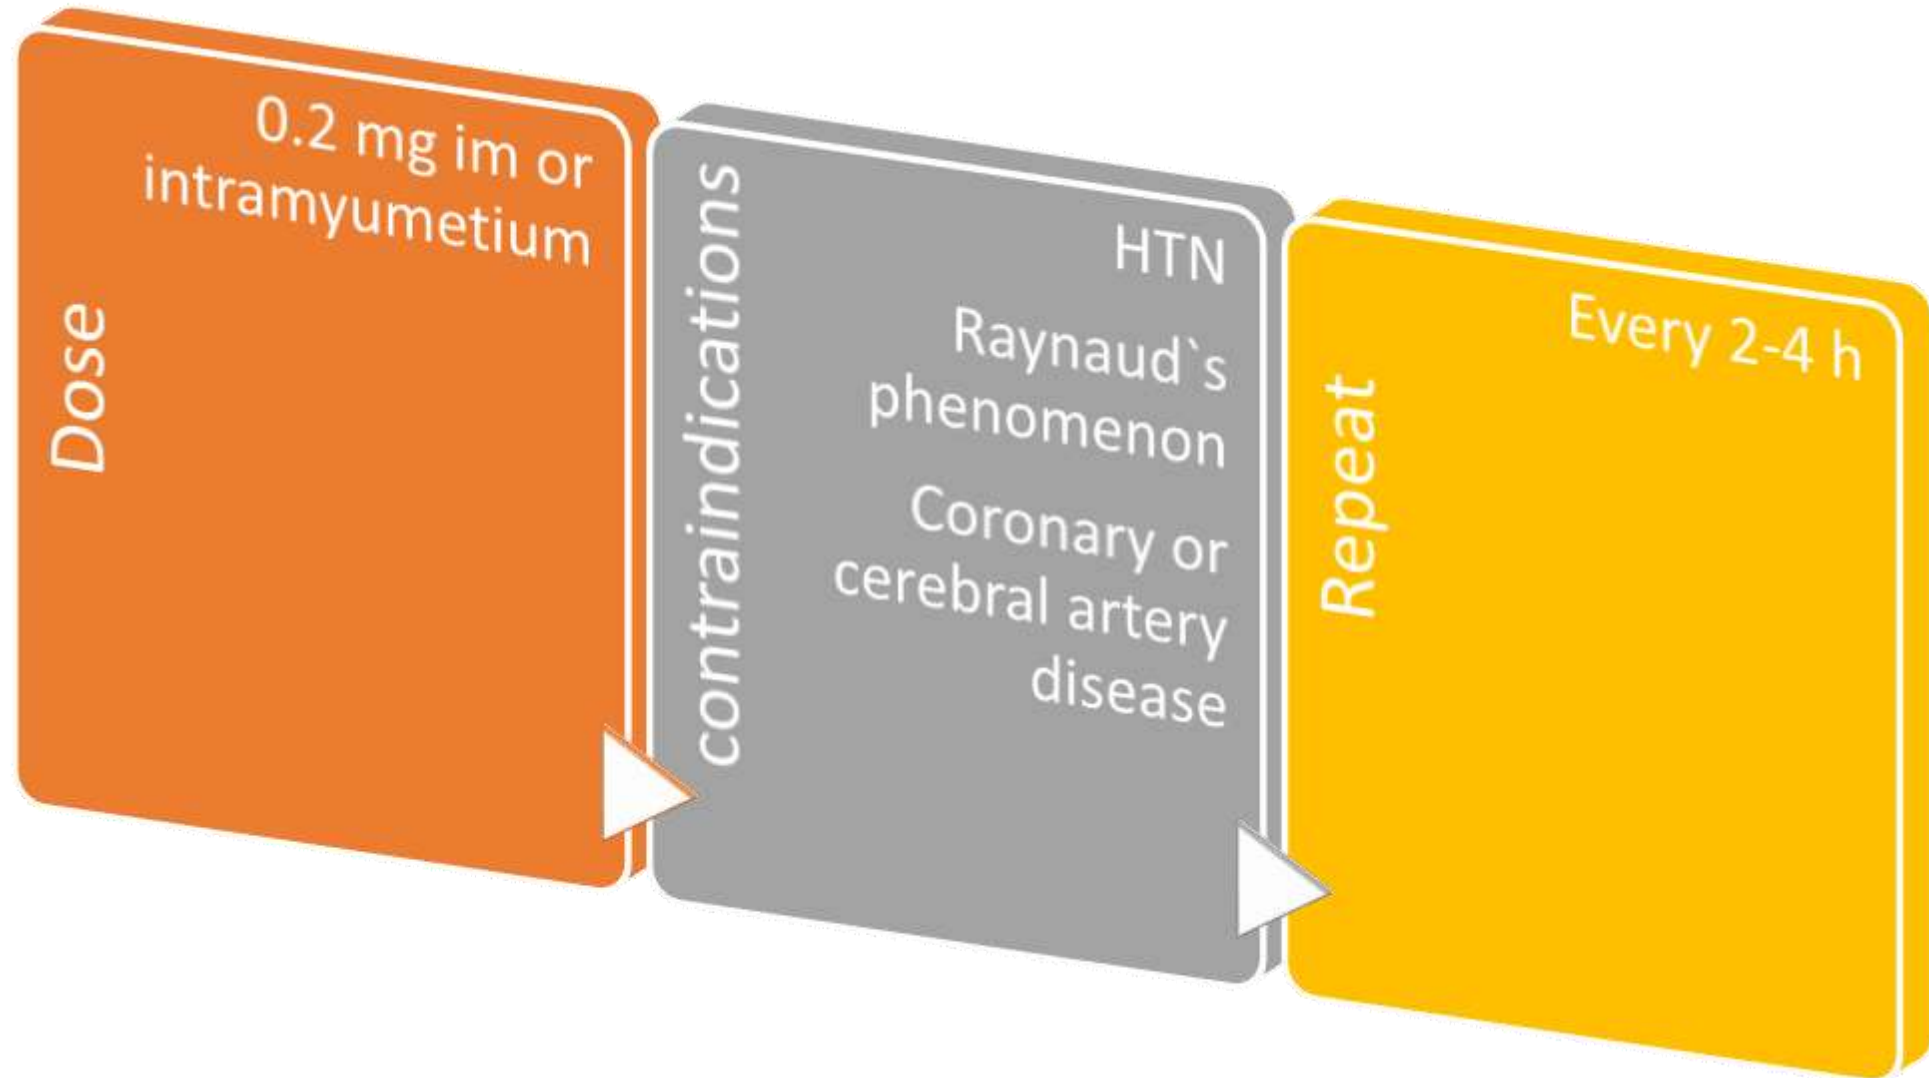 Dose
0.2 mg im or
intramyumetium
contraindications
HTN
Raynaud`s
phenomenon
Coronary or
cerebral artery
disease
Repeat
Every 2-4 h